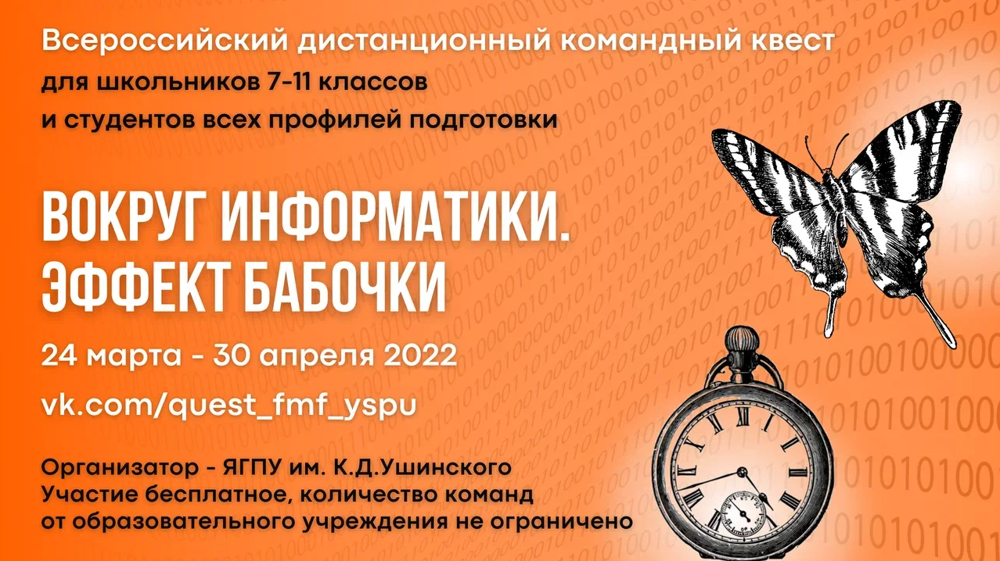 Всероссийский дистанционный командный квест
для школьников 7-11 классов
и студентов всех профилей подготовки
ВОКРУГ ИНФОРМАТИКИ.
ЭФФЕКТ БАБОЧКИ
24 марта - 30 апреля 2022
vk.com/quest_fmf_yspu
Организатор - ЯГПУ им. К.Д.Ушинского
Участие бесплатное, количество команд
от образовательного учреждения не ограничено